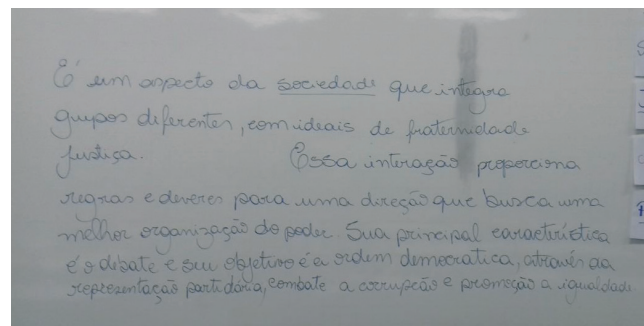 É um aspecto da sociedade que integra
grupos diferentes, com ideais de fraternidade
justiça. Essa interação proporciona
regras e deveres para uma direção que busca uma
melhor organização do poder. Sua principal característica
é o debate e seu objetivo é a ordem democratica, através da
representação partidária, combate a corrupção e promoção a igualdade